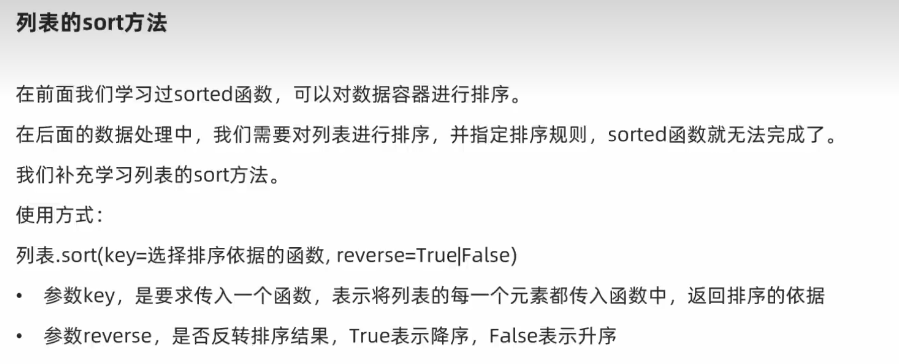 列表的sort方法
在前面我们学习过sorted函数，可以对数据容器进行排序。
在后面的数据处理中，我们需要对列表进行排序，并指定排序规则，sorted函数就无法完成了。
我们补充学习列表的sort方法。
使用方式：
列表.sort(key=选择排序依据的函数, reverse=True|False)
• 参数key，是要求传入一个函数，表示将列表的每一个元素都传入函数中，返回排序的依据
• 参数reverse，是否反转排序结果，True表示降序，False表示升序